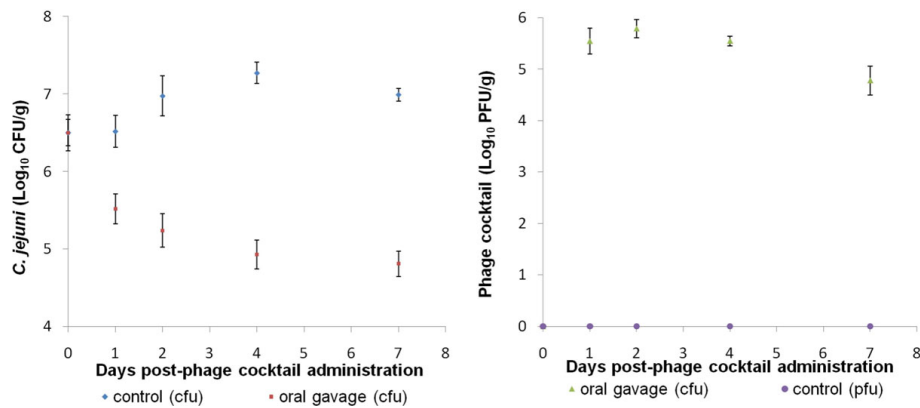 8
7
6
5
4
C. jejuni (Log10 CFU/g)
0 1 2 3 4 5 6 7 8
Days post-phage cocktail administration
control (cfu) oral gavage (cfu)
6
5
4
3
2
1
0
Phage cocktail (Log10 PFU/g)
0 1 2 3 4 5 6 7 8
Days post-phage cocktail administration
oral gavage (cfu) control (pfu)